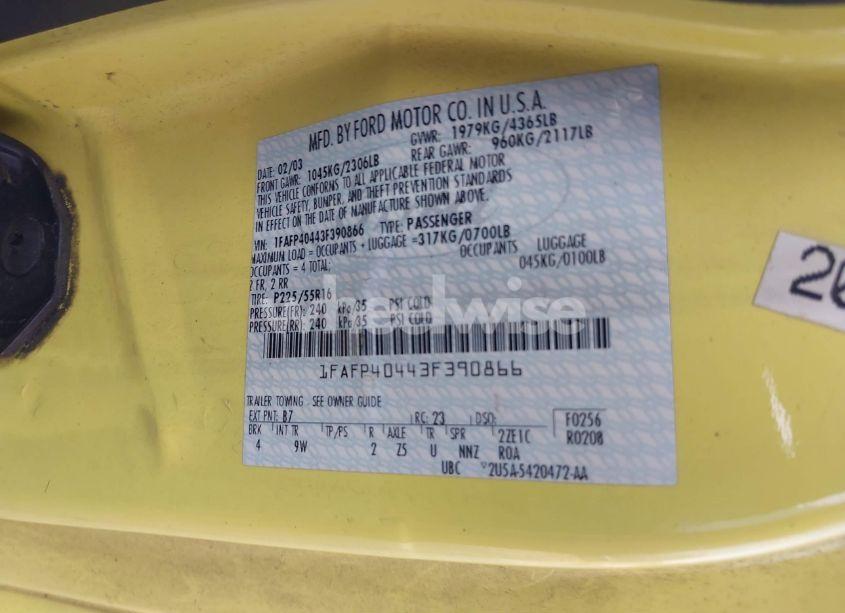 MFD. BY FORD MOTOR CO. IN U.S.A.
DATE: 02/03 GVWR: 1979KG/4365LB
FRONT GAWR: 1045KG/2306LB REAR GAWR: 960KG/2117LB
THIS VEHICLE CONFORMS TO ALL APPLICABLE FEDERAL MOTOR
VEHICLE SAFETY, BUMPER, AND THEFT PREVENTION STANDARDS
IN EFFECT ON THE DATE OF MANUFACTURE SHOWN ABOVE.
VIN: 1FAFP40443F390866 TYPE: PASSENGER
MAXIMUM LOAD = OCCUPANTS + LUGGAGE = 317KG/0700LB
OCCUPANTS = 4 TOTAL; OCCUPANTS LUGGAGE
2 FR, 2 RR 045KG/0100LB
TIRE: P225/55R16
PRESSURE(FR): 240 kPa/35 PSI COLD
PRESSURE(RR): 240 kPa/35 PSI COLD
1FAFP40443F390866
TRAILER TOWING - SEE OWNER GUIDE
EXT PNT: B7 RC: 23 DSO: F0256
BRK INT TR TP/PS R AXLE TR SPR 2ZE1C R0208
4 9W 2 Z5 U NNZ ROA
UBC 2U5A-5420472-AA